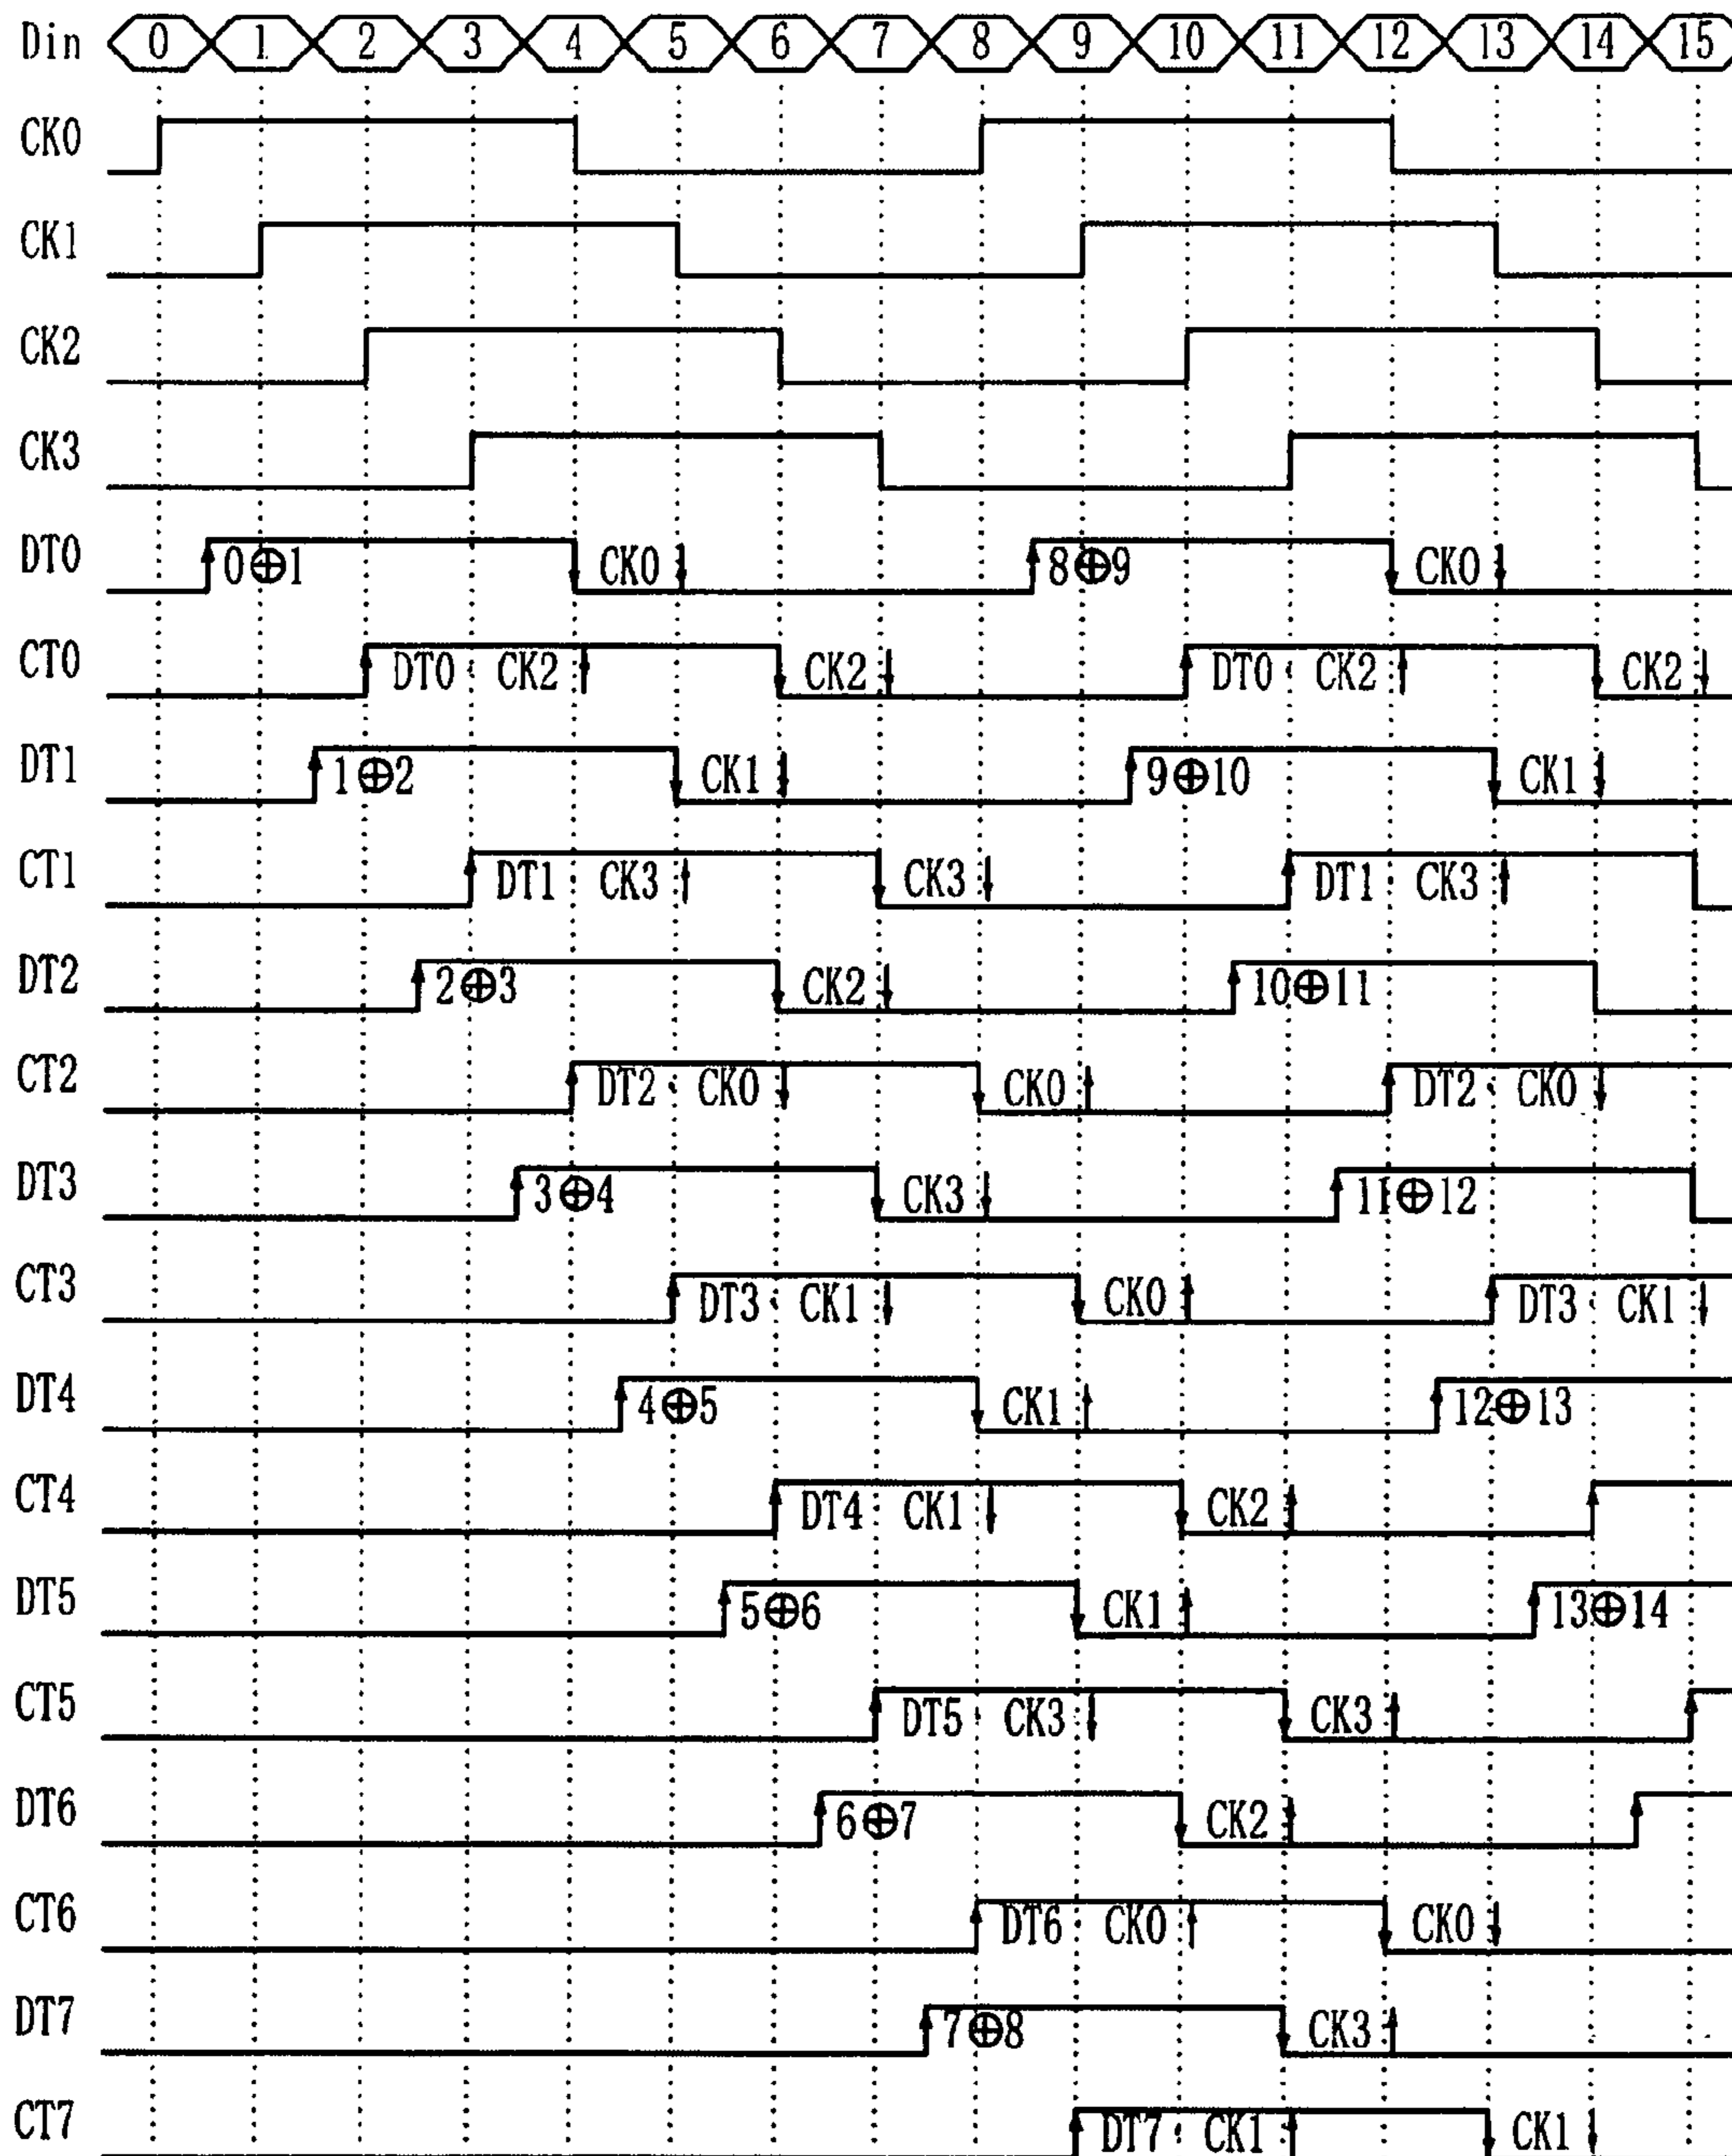 Din 0 1 2 3 4 5 6 7 8 9 10 11 12 13 14 15
CK0
CK1
CK2
CK3
DT0 0⊕1 CK0 8⊕9 CK0
CT0 DT0 CK2 CK2 DT0 CK2 CK2
DT1 1⊕2 CK1 9⊕10 CK1
CT1 DT1 CK3 CK3 DT1 CK3
DT2 2⊕3 CK2 10⊕11
CT2 DT2 CK0 CK0 DT2 CK0
DT3 3⊕4 CK3 11⊕12
CT3 DT3 CK1 CK0 DT3 CK1
DT4 4⊕5 CK1 12⊕13
CT4 DT4 CK1 CK2
DT5 5⊕6 CK1 13⊕14
CT5 DT5 CK3 CK3
DT6 6⊕7 CK2
CT6 DT6 CK0 CK0
DT7 7⊕8 CK3
CT7 DT7 CK1 CK1